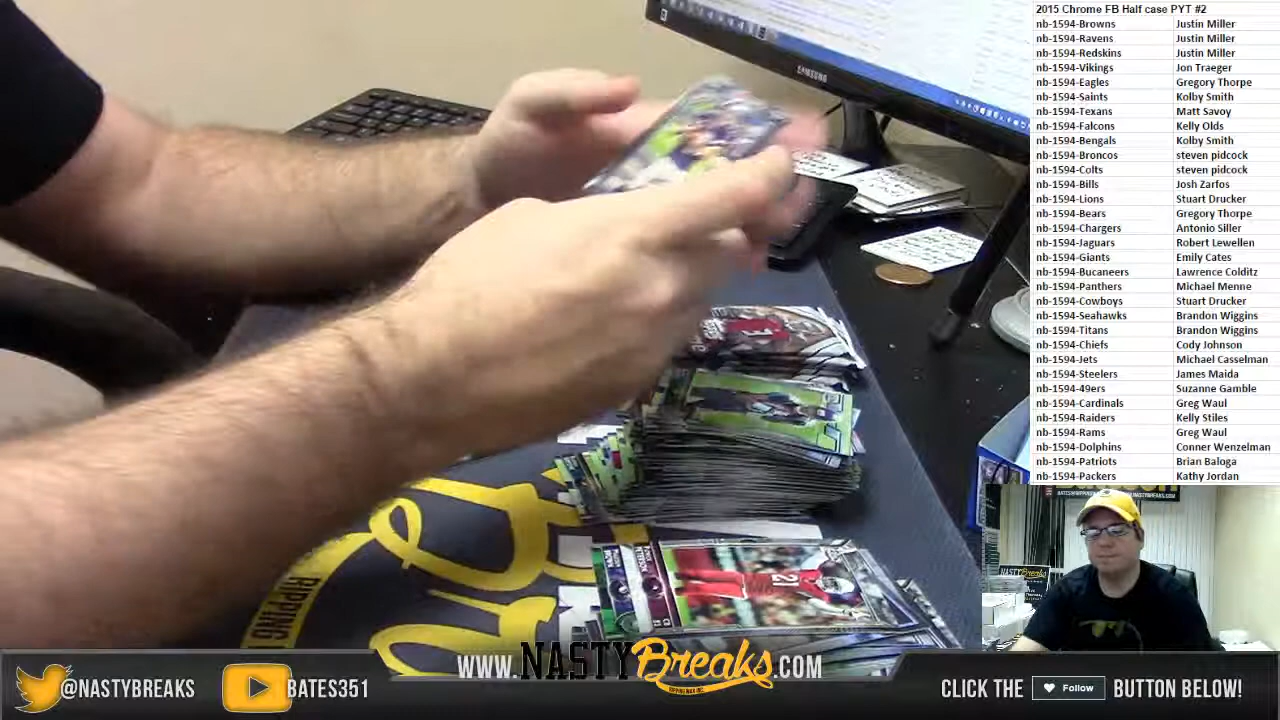 2015 Chrome FB Half case PYT #2
nb-1594-Browns Justin Miller
nb-1594-Ravens Justin Miller
nb-1594-Redskins Justin Miller
nb-1594-Vikings Jon Traeger
nb-1594-Eagles Gregory Thorpe
nb-1594-Saints Kolby Smith
nb-1594-Texans Matt Savoy
nb-1594-Falcons Kelly Olds
nb-1594-Bengals Kolby Smith
nb-1594-Broncos steven pidcock
nb-1594-Colts steven pidcock
nb-1594-Bills Josh Zarfos
nb-1594-Lions Stuart Drucker
nb-1594-Bears Gregory Thorpe
nb-1594-Chargers Antonio Siller
nb-1594-Jaguars Robert Lewellen
nb-1594-Giants Emily Cates
nb-1594-Bucaneers Lawrence Colditz
nb-1594-Panthers Michael Menne
nb-1594-Cowboys Stuart Drucker
nb-1594-Seahawks Brandon Wiggins
nb-1594-Titans Brandon Wiggins
nb-1594-Chiefs Cody Johnson
nb-1594-Jets Michael Casselman
nb-1594-Steelers James Maida
nb-1594-49ers Suzanne Gamble
nb-1594-Cardinals Greg Waul
nb-1594-Raiders Kelly Stiles
nb-1594-Rams Greg Waul
nb-1594-Dolphins Conner Wenzelman
nb-1594-Patriots Brian Baloga
nb-1594-Packers Kathy Jordan
SAMSUNG
21
RIPPING
NASTY Breaks
@NASTYBREAKS
BATES351
WWW.NASTYBreaks.COM
CLICK THE Follow BUTTON BELOW!